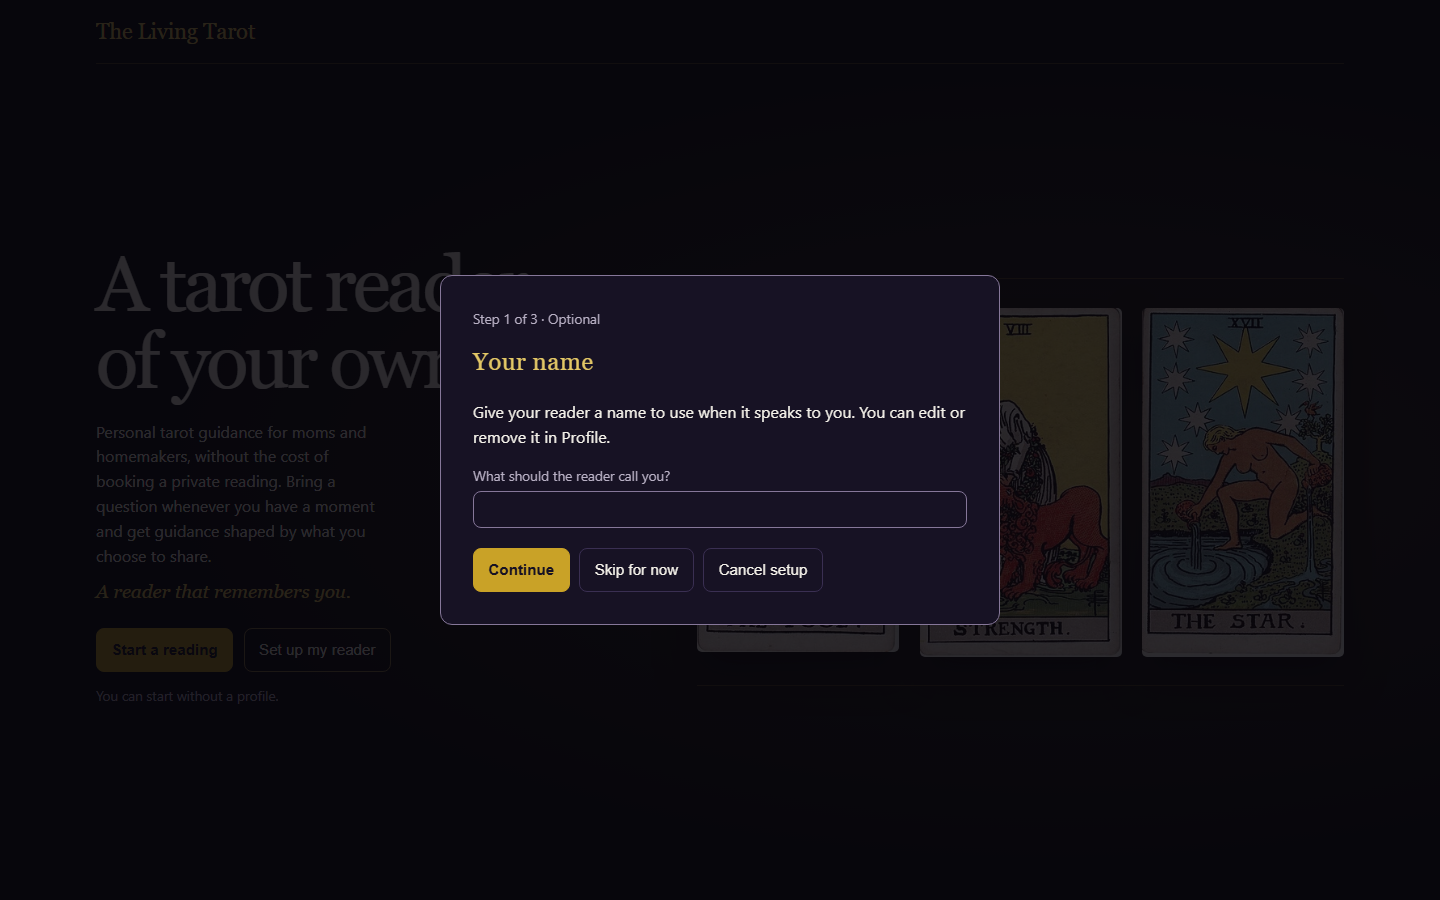 The Living Tarot
A tarot reader
of your own
Personal tarot guidance for moms and
homemakers, without the cost of
booking a private reading. Bring a
question whenever you have a moment
and get guidance shaped by what you
choose to share.
A reader that remembers you.
Start a reading
Set up my reader
You can start without a profile.
Step 1 of 3 · Optional
Your name
Give your reader a name to use when it speaks to you. You can edit or
remove it in Profile.
What should the reader call you?
Continue
Skip for now
Cancel setup
VIII
STRENGTH.
XVII
THE STAR.